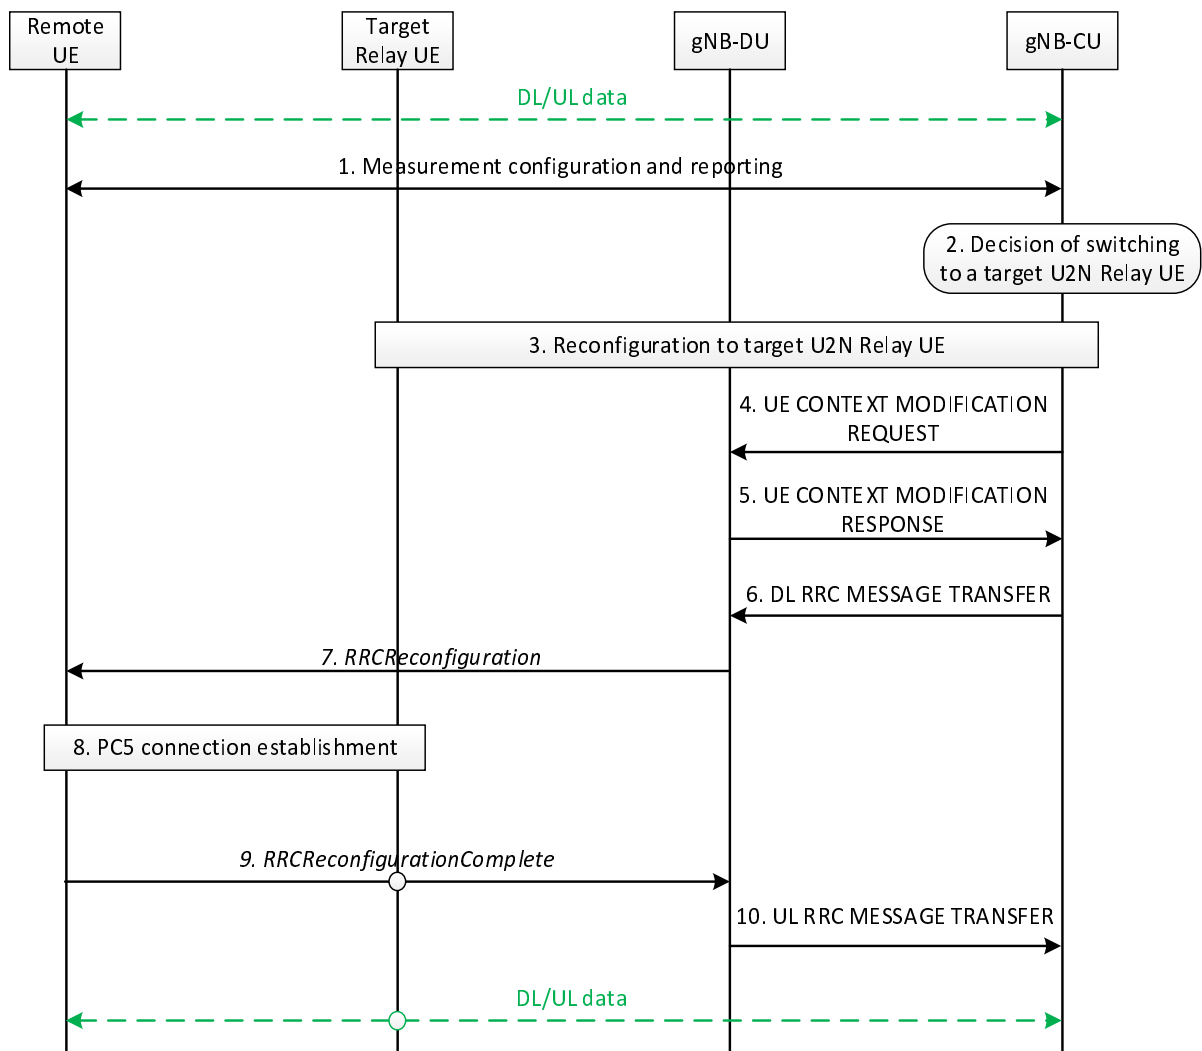 Remote
UE
Target
Relay UE
gNB-DU
gNB-CU
DL/UL data
1. Measurement configuration and reporting
2. Decision of switching
to a target U2N Relay UE
3. Reconfiguration to target U2N Relay UE
4. UE CONTEXT MODIFICATION
REQUEST
5. UE CONTEXT MODIFICATION
RESPONSE
6. DL RRC MESSAGE TRANSFER
7. RRCReconfiguration
8. PC5 connection establishment
9. RRCReconfigurationComplete
10. UL RRC MESSAGE TRANSFER
DL/UL data